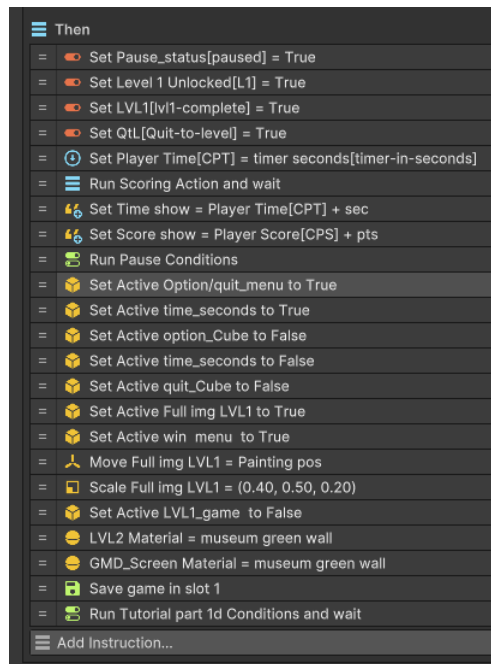 Then
= Set Pause_status[paused] = True
= Set Level 1 Unlocked[L1] = True
= Set LVL1[lvl1-complete] = True
= Set QtL[Quit-to-level] = True
= Set Player Time[CPT] = timer seconds[timer-in-seconds]
= Run Scoring Action and wait
= Set Time show = Player Time[CPT] + sec
= Set Score show = Player Score[CPS] + pts
= Run Pause Conditions
= Set Active Option/quit_menu to True
= Set Active time_seconds to True
= Set Active option_Cube to False
= Set Active time_seconds to False
= Set Active quit_Cube to False
= Set Active Full img LVL1 to True
= Set Active win menu to True
= Move Full img LVL1 = Painting pos
= Scale Full img LVL1 = (0.40, 0.50, 0.20)
= Set Active LVL1_game to False
= LVL2 Material = museum green wall
= GMD_Screen Material = museum green wall
= Save game in slot 1
= Run Tutorial part 1d Conditions and wait
Add Instruction...